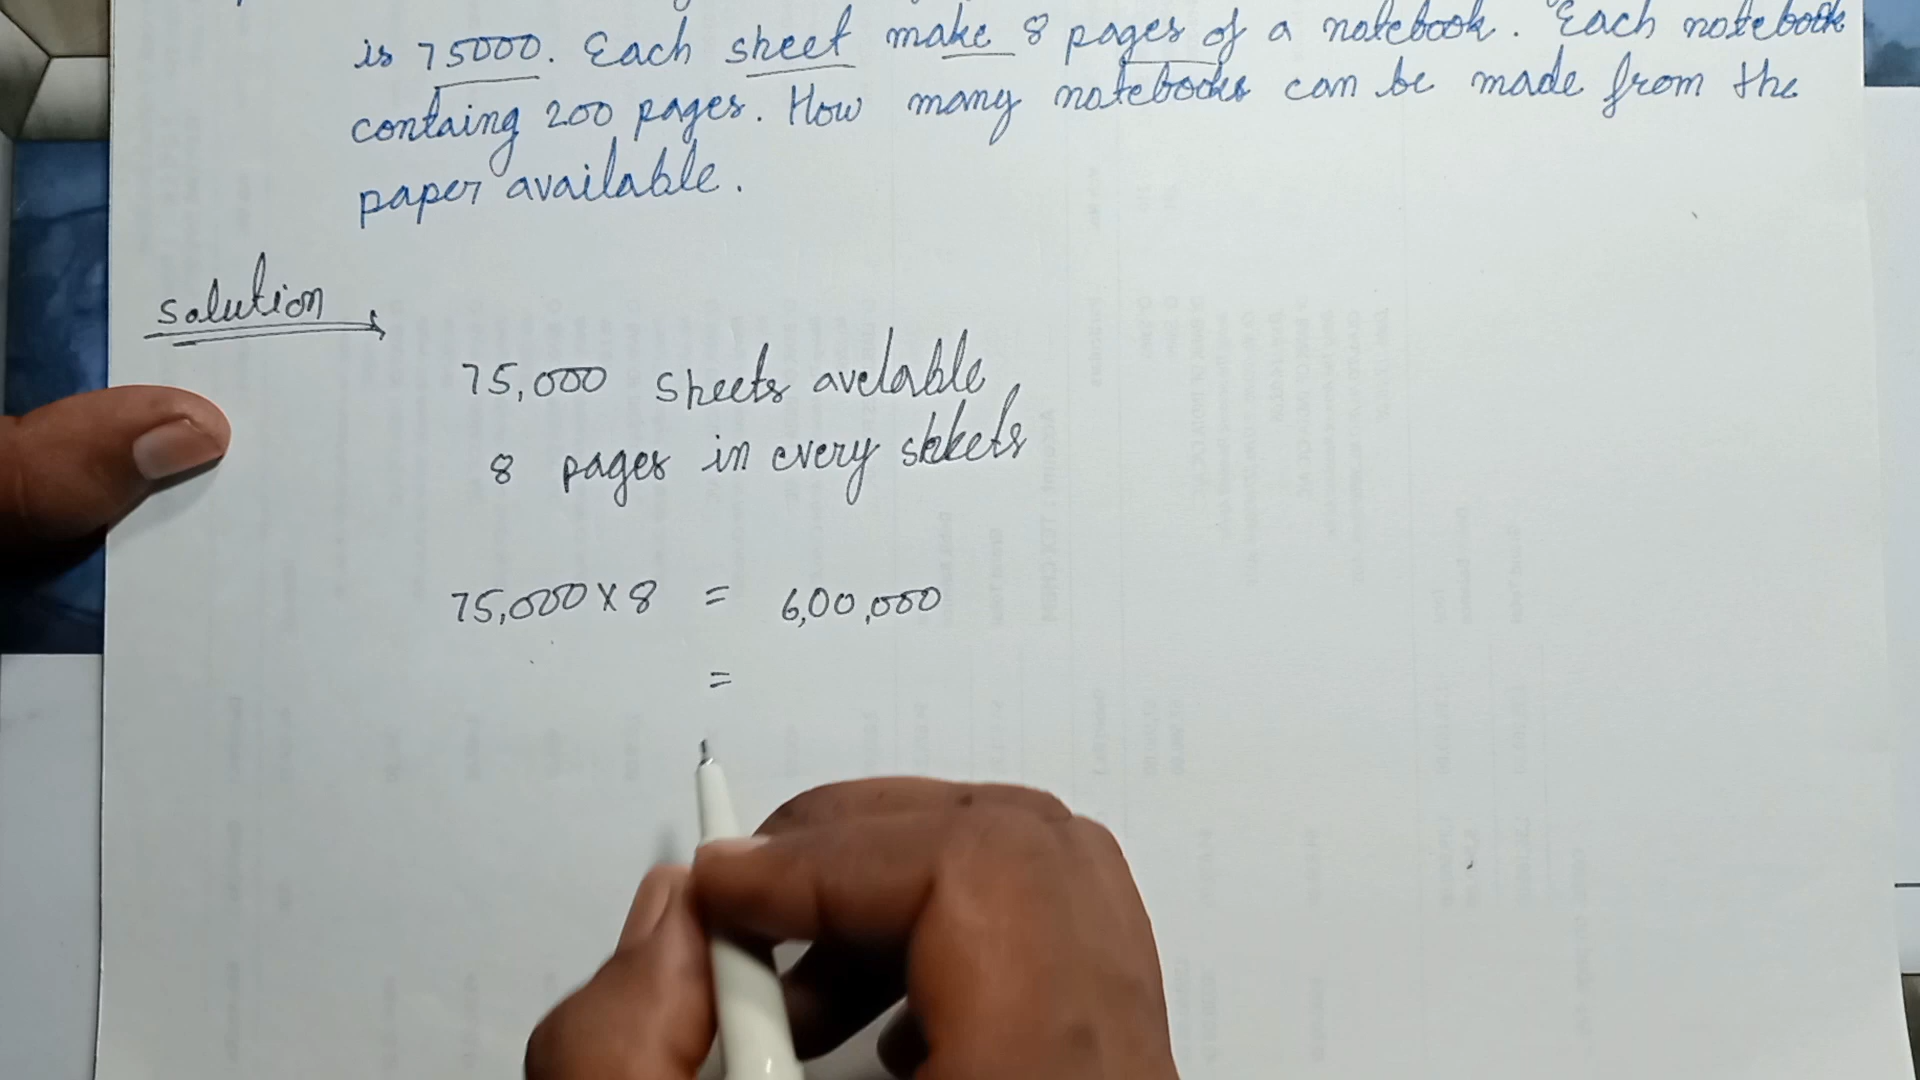 is 75000. Each sheet make 8 pages of a notebook. Each notebook
containg 200 pages. How many notebooks can be made from the
paper available.
Solution
75,000 Sheets avelable
8 pages in every
75,000 × 8 = 6,00,000
=